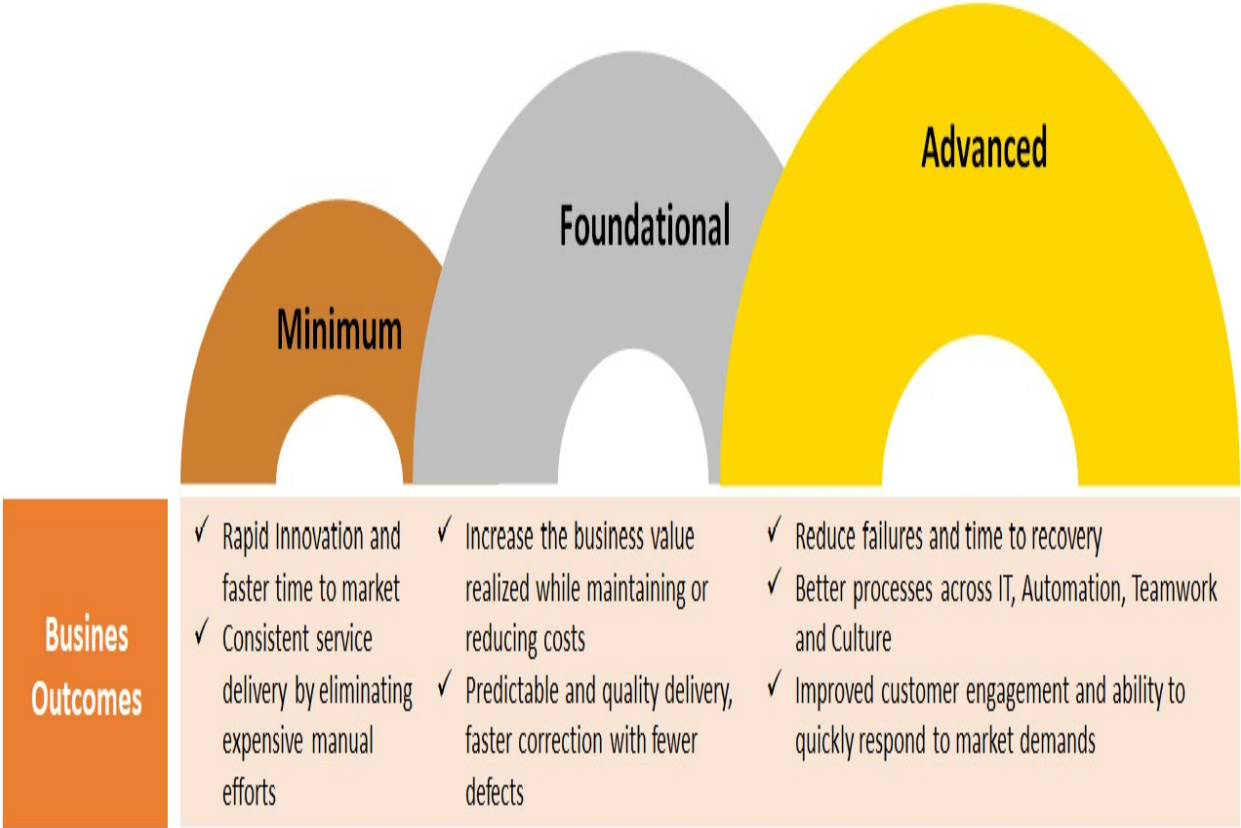 Advanced
Foundational
Minimum
Busines
Outcomes
✓ Rapid Innovation and
faster time to market
✓ Consistent service
delivery by eliminating
expensive manual
efforts
✓ Increase the business value
realized while maintaining or
reducing costs
✓ Predictable and quality delivery,
faster correction with fewer
defects
✓ Reduce failures and time to recovery
✓ Better processes across IT, Automation, Teamwork
and Culture
✓ Improved customer engagement and ability to
quickly respond to market demands